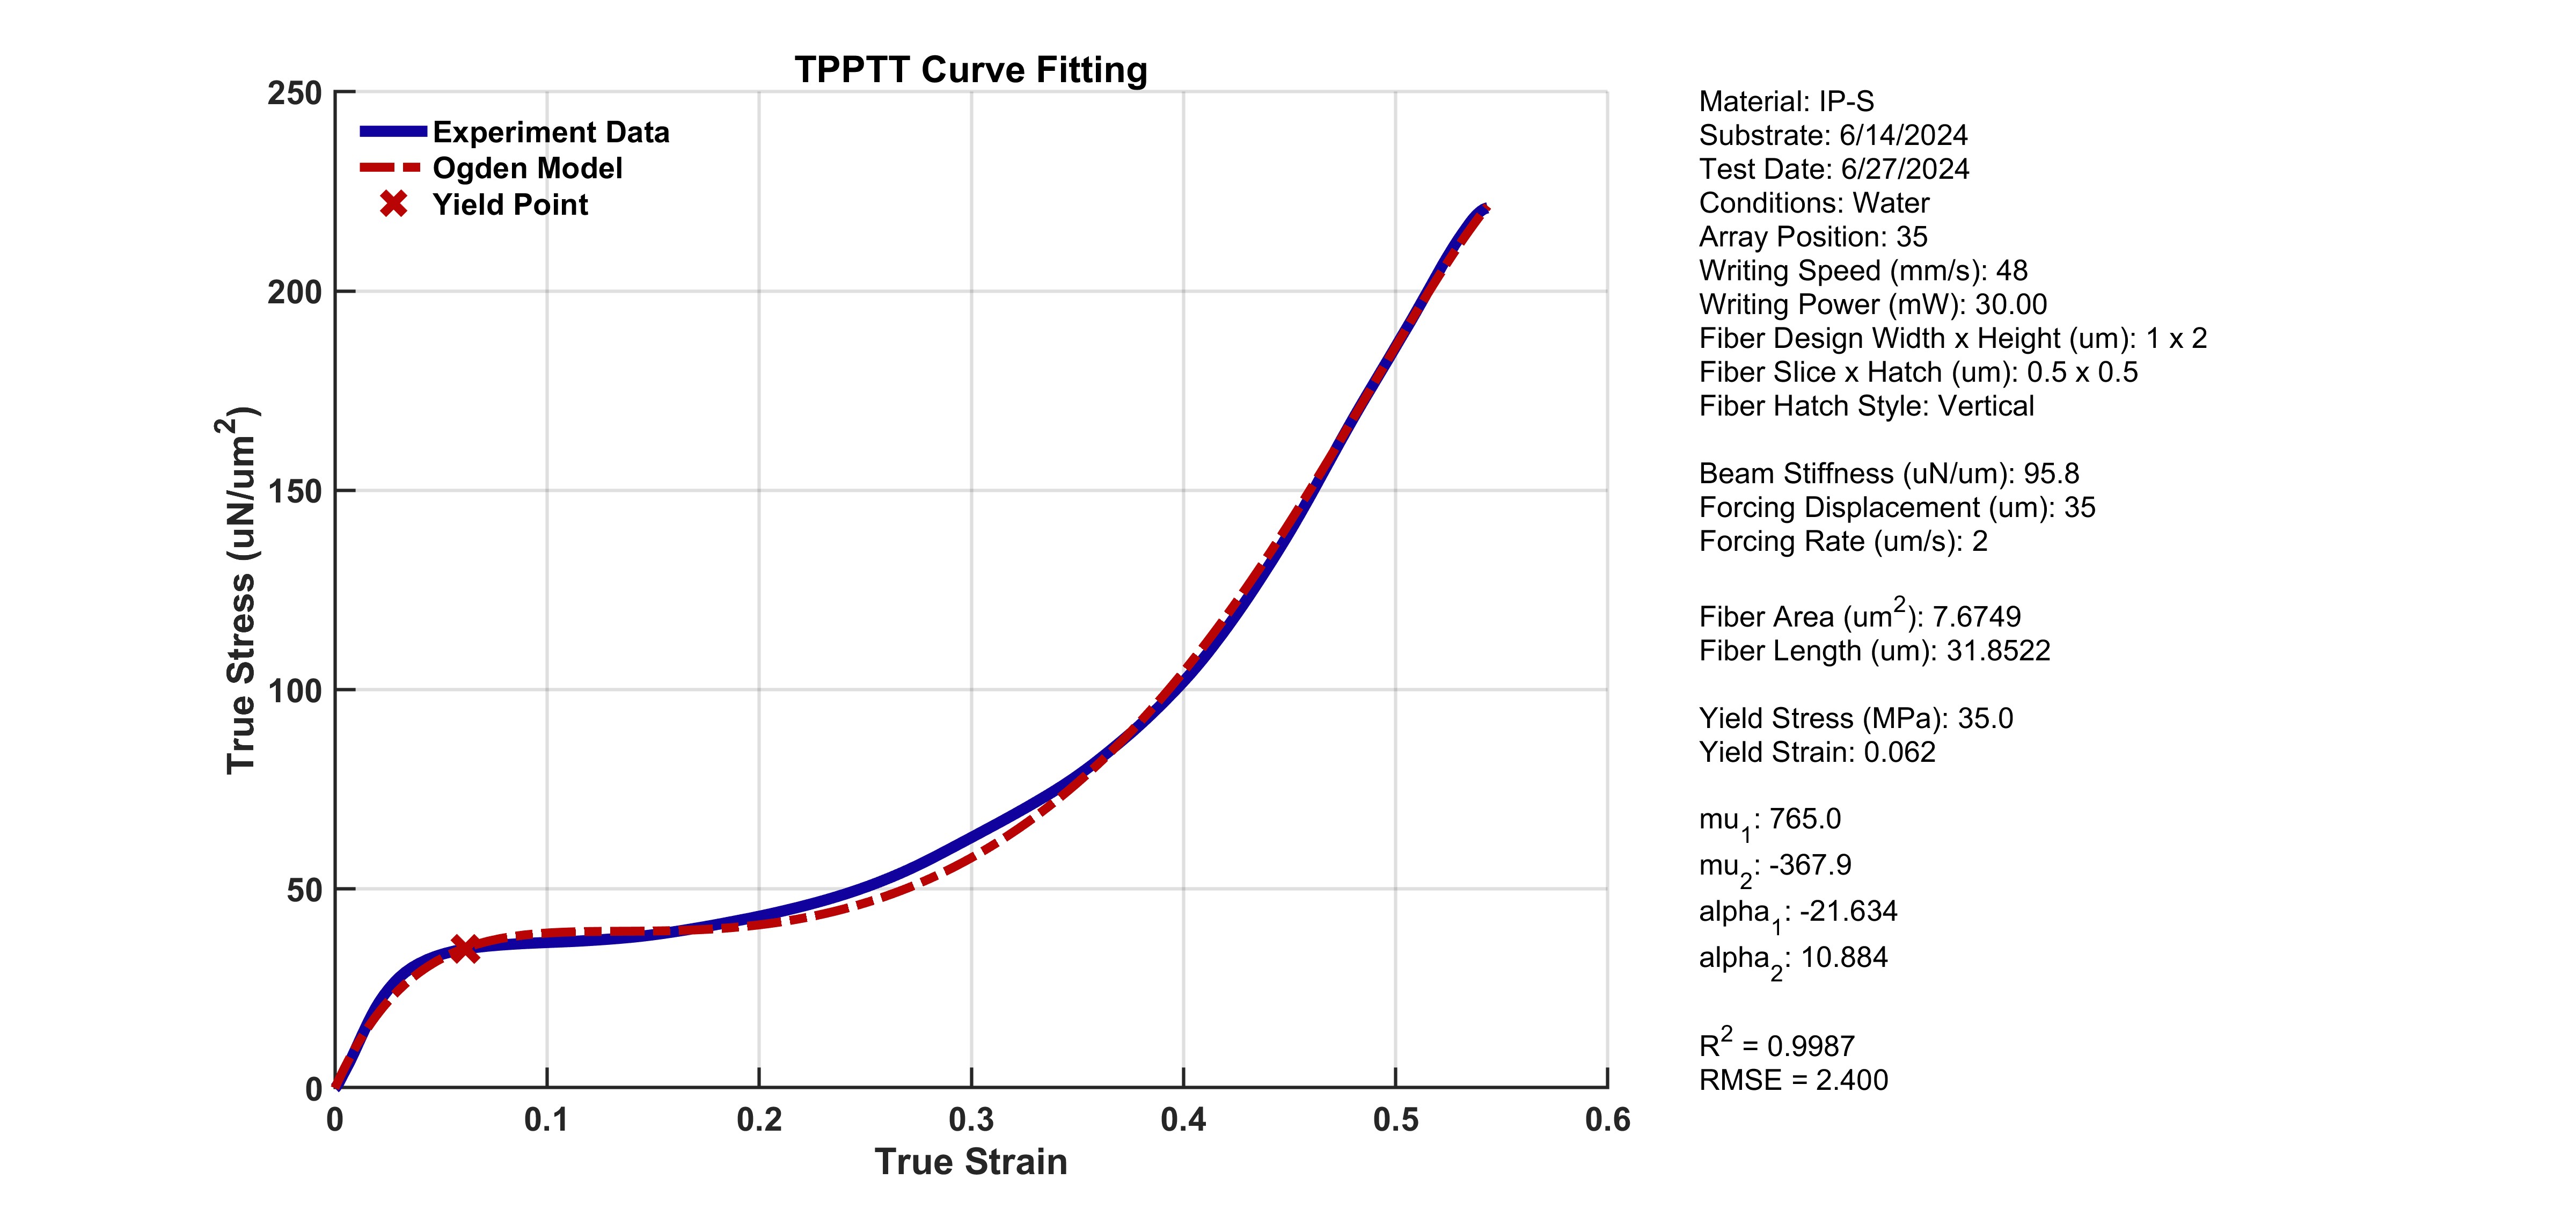 TPPTT Curve Fitting
250
200
150
100
50
0
True Stress (uN/um²)
Experiment Data
Ogden Model
Yield Point
0 0.1 0.2 0.3 0.4 0.5 0.6
True Strain
Material: IP-S
Substrate: 6/14/2024
Test Date: 6/27/2024
Conditions: Water
Array Position: 35
Writing Speed (mm/s): 48
Writing Power (mW): 30.00
Fiber Design Width x Height (um): 1 x 2
Fiber Slice x Hatch (um): 0.5 x 0.5
Fiber Hatch Style: Vertical
Beam Stiffness (uN/um): 95.8
Forcing Displacement (um): 35
Forcing Rate (um/s): 2
Fiber Area (um²): 7.6749
Fiber Length (um): 31.8522
Yield Stress (MPa): 35.0
Yield Strain: 0.062
mu₁: 765.0
mu₂: -367.9
alpha₁: -21.634
alpha₂: 10.884
R² = 0.9987
RMSE = 2.400